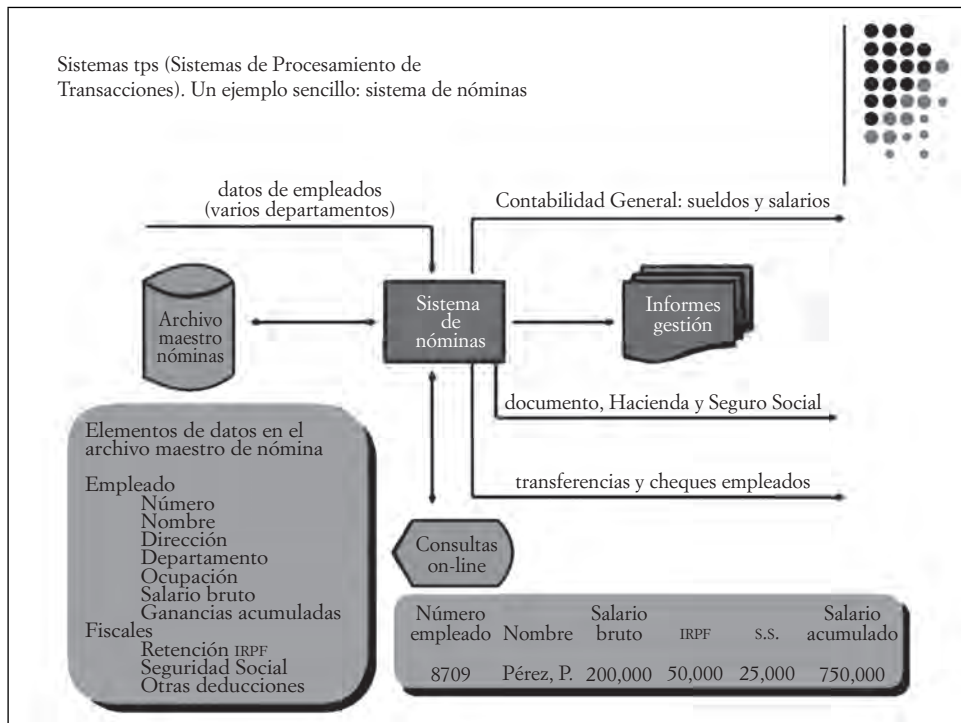 Sistemas tps (Sistemas de Procesamiento de
Transacciones). Un ejemplo sencillo: sistema de nóminas
datos de empleados
(varios departamentos)
Contabilidad General: sueldos y salarios
Archivo
maestro
nóminas
Sistema
de
nóminas
Informes
gestión
documento, Hacienda y Seguro Social
transferencias y cheques empleados
Elementos de datos en el
archivo maestro de nómina
Empleado
Número
Nombre
Dirección
Departamento
Ocupación
Salario bruto
Ganancias acumuladas
Fiscales
Retención IRPF
Seguridad Social
Otras deducciones
Consultas
on-line
Número empleado Nombre Salario bruto IRPF S.S. Salario acumulado
8709 Pérez, P. 200,000 50,000 25,000 750,000